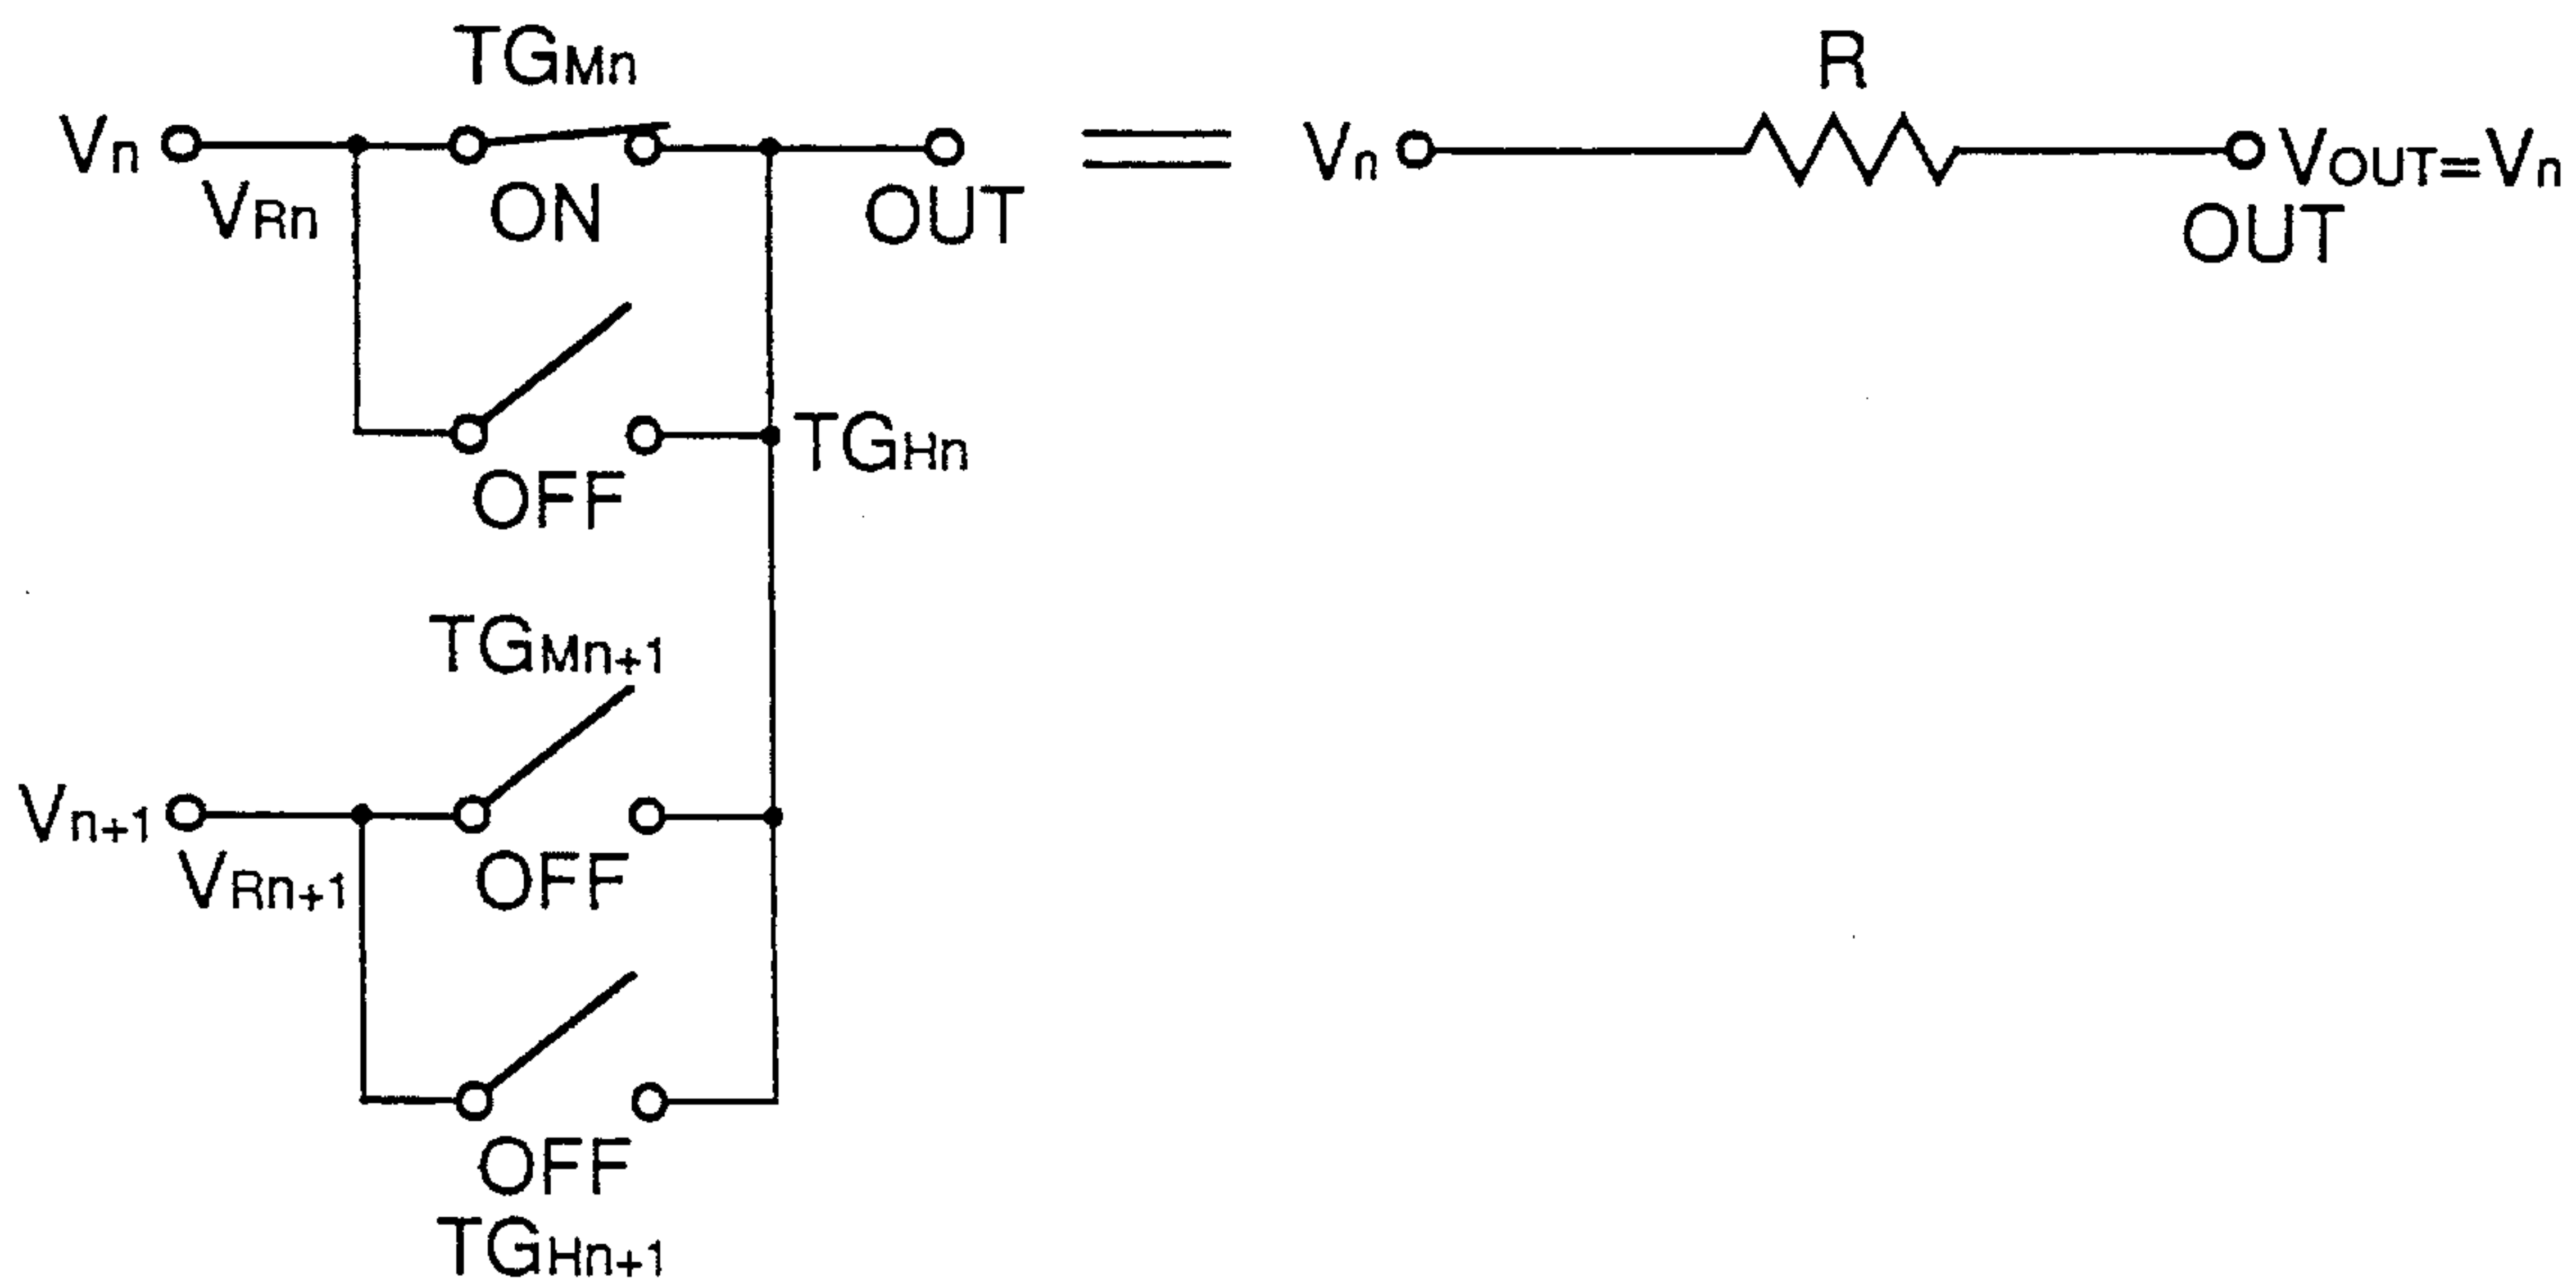 TGMn
Vn
VRn
ON
OUT
OFF
TGHn
TGMn+1
Vn+1
VRn+1
OFF
OFF
TGHn+1
R
Vn
VOUT=Vn
OUT